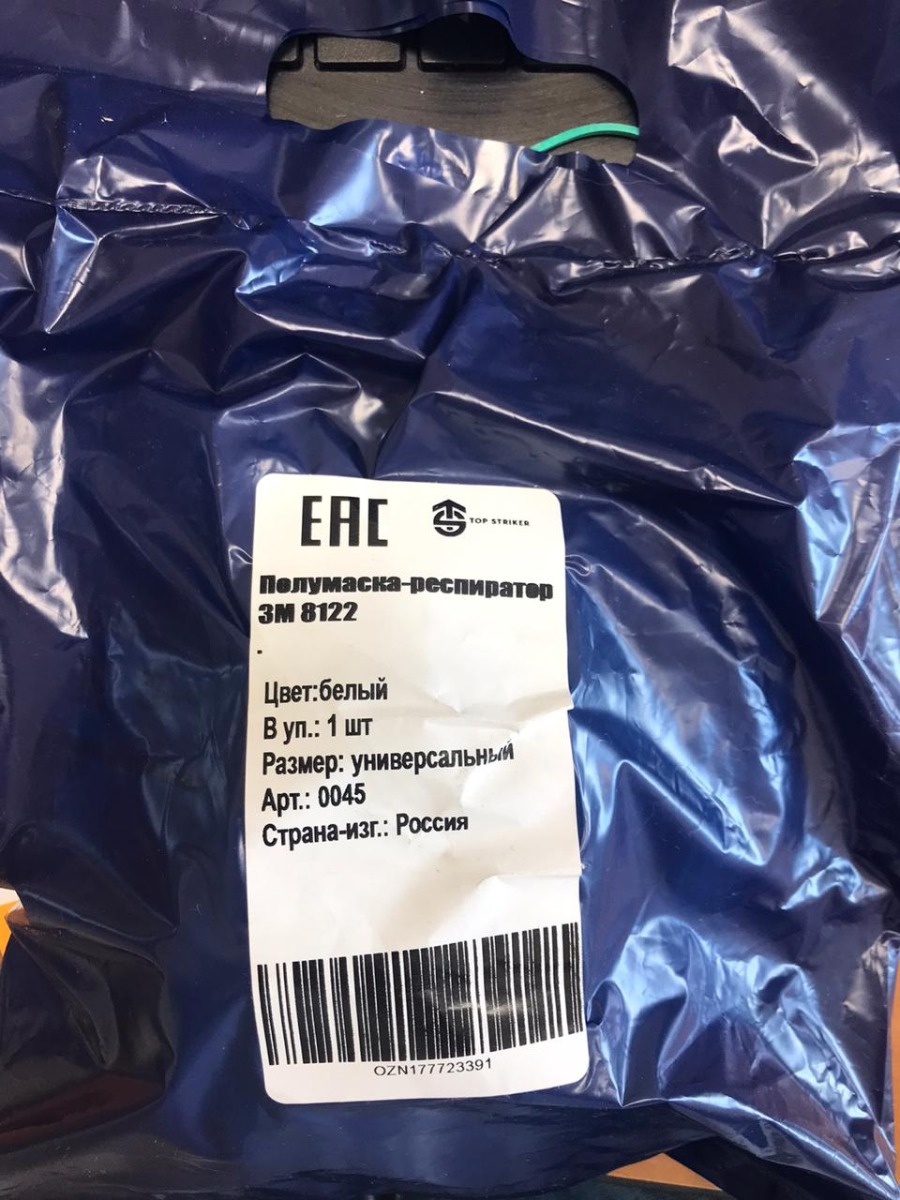 EAC
TOP STRIKER
Полумаска-респиратор
3М 8122
.
Цвет:белый
В уп.: 1 шт
Размер: универсальный
Арт.: 0045
Страна-изг.: Россия
OZN177723391